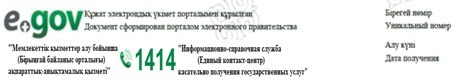 egov
Құжат электрондық үкімет порталымен құрылған
Документ сформирован порталом электронного правительства
Бірегей нөмір
Уникальный номер
"Мемлекеттік қызметтер алу бойынша
(Бірыңғай байланыс орталығы)
ақпараттық-анықтамалық қызметі"
1414
"Информационно-справочная служба
(Единый контакт-центр)
касательно получения государственных услуг"
Алу күні
Дата получения